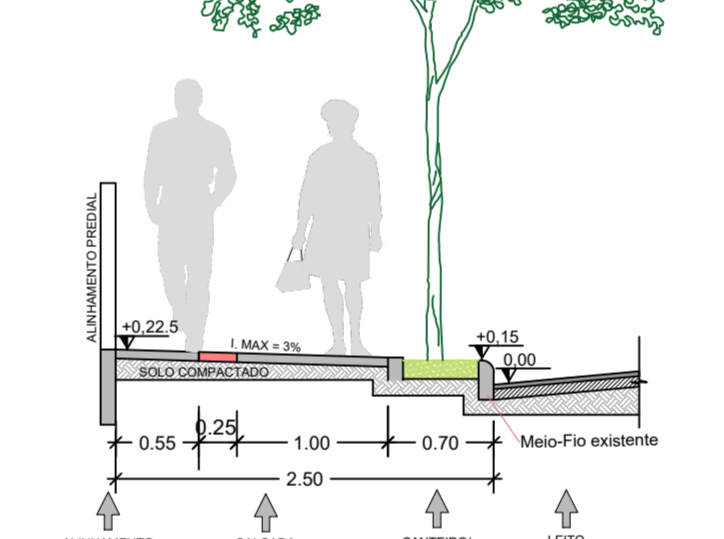 ALINHAMENTO PREDIAL
+0,22.5
I. MAX = 3%
+0,15
0,00
SOLO COMPACTADO
0.25
0.55
1.00
0.70
Meio-Fio existente
2.50